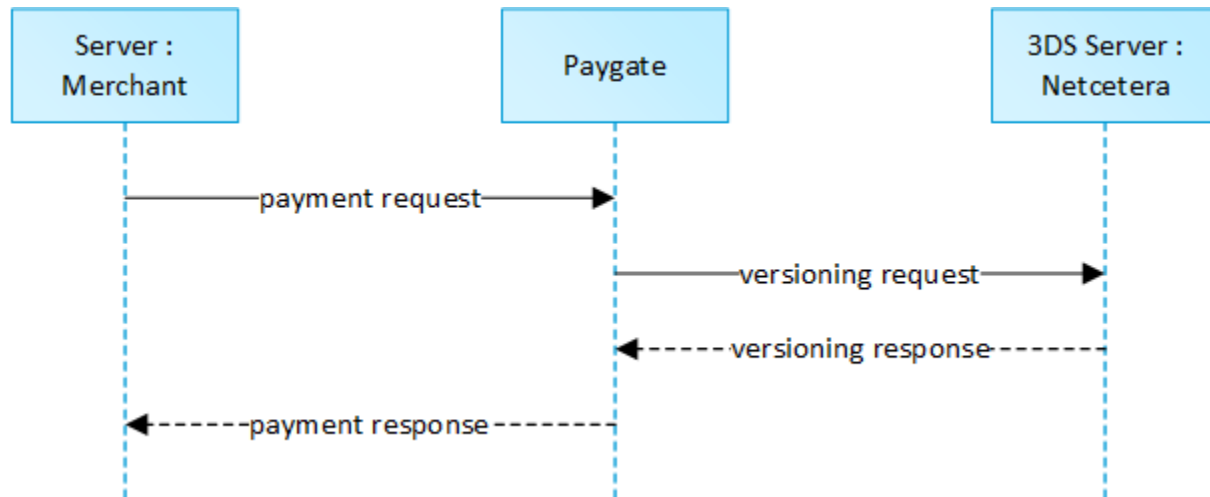 Server :
Merchant
Paygate
3DS Server :
Netcetera
payment request
versioning request
versioning response
payment response